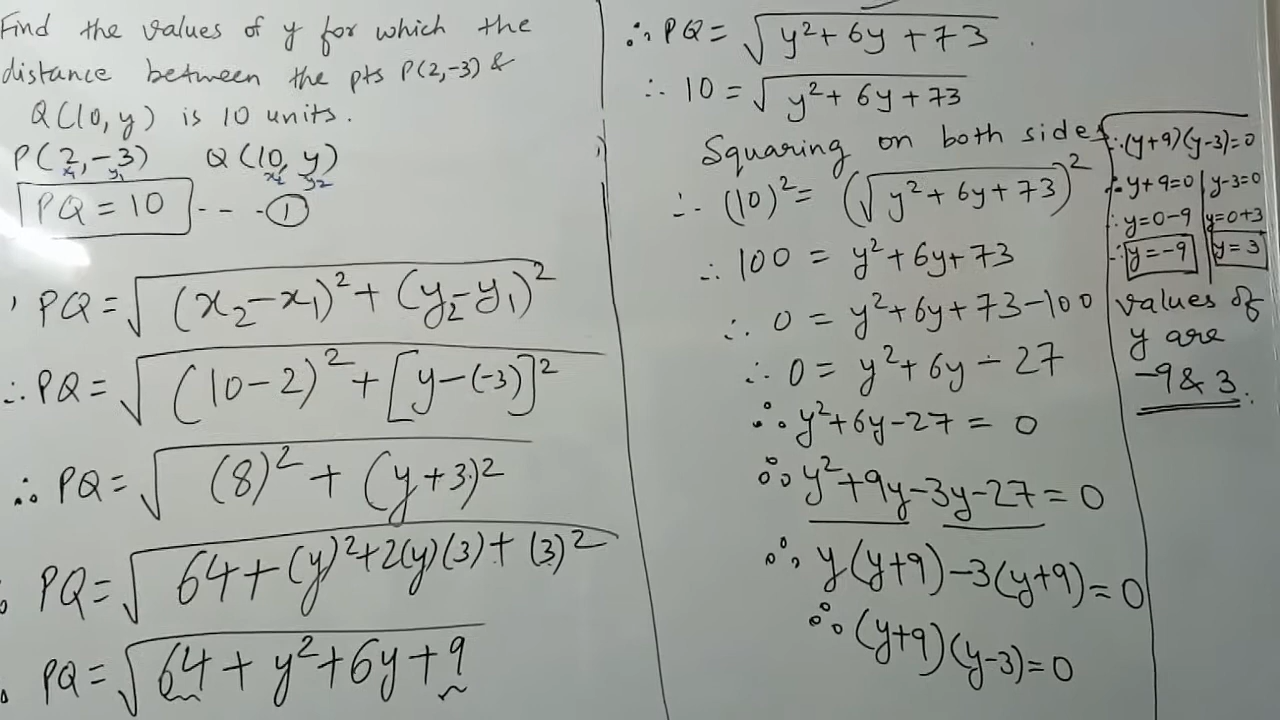 Find the values of y for which the
distance between the pts P(2,-3) &
Q(10, y) is 10 units.
P(2, -3) Q(10, y)
x₁ y₁ x₂ y₂
PQ = 10 --- ①
PQ = √((x₂-x₁)² + (y₂-y₁)²)
∴ PQ = √((10-2)² + [y-(-3)]²)
∴ PQ = √((8)² + (y+3)²)
PQ = √(64 + (y)² + 2(y)(3) + (3)²)
PQ = √(64 + y² + 6y + 9)
∴ PQ = √(y² + 6y + 73)
∴ 10 = √(y² + 6y + 73)
Squaring on both sides
∴ (10)² = (√(y² + 6y + 73))²
∴ 100 = y² + 6y + 73
∴ 0 = y² + 6y + 73 - 100
∴ 0 = y² + 6y - 27
∴ y² + 6y - 27 = 0
∴ y² + 9y - 3y - 27 = 0
∴ y(y+9) - 3(y+9) = 0
∴ (y+9)(y-3) = 0
∴ (y+9)(y-3) = 0
∴ y+9=0 | y-3=0
∴ y=0-9 | y=0+3
∴ y=-9 | y=3
values of
y are
-9 & 3.